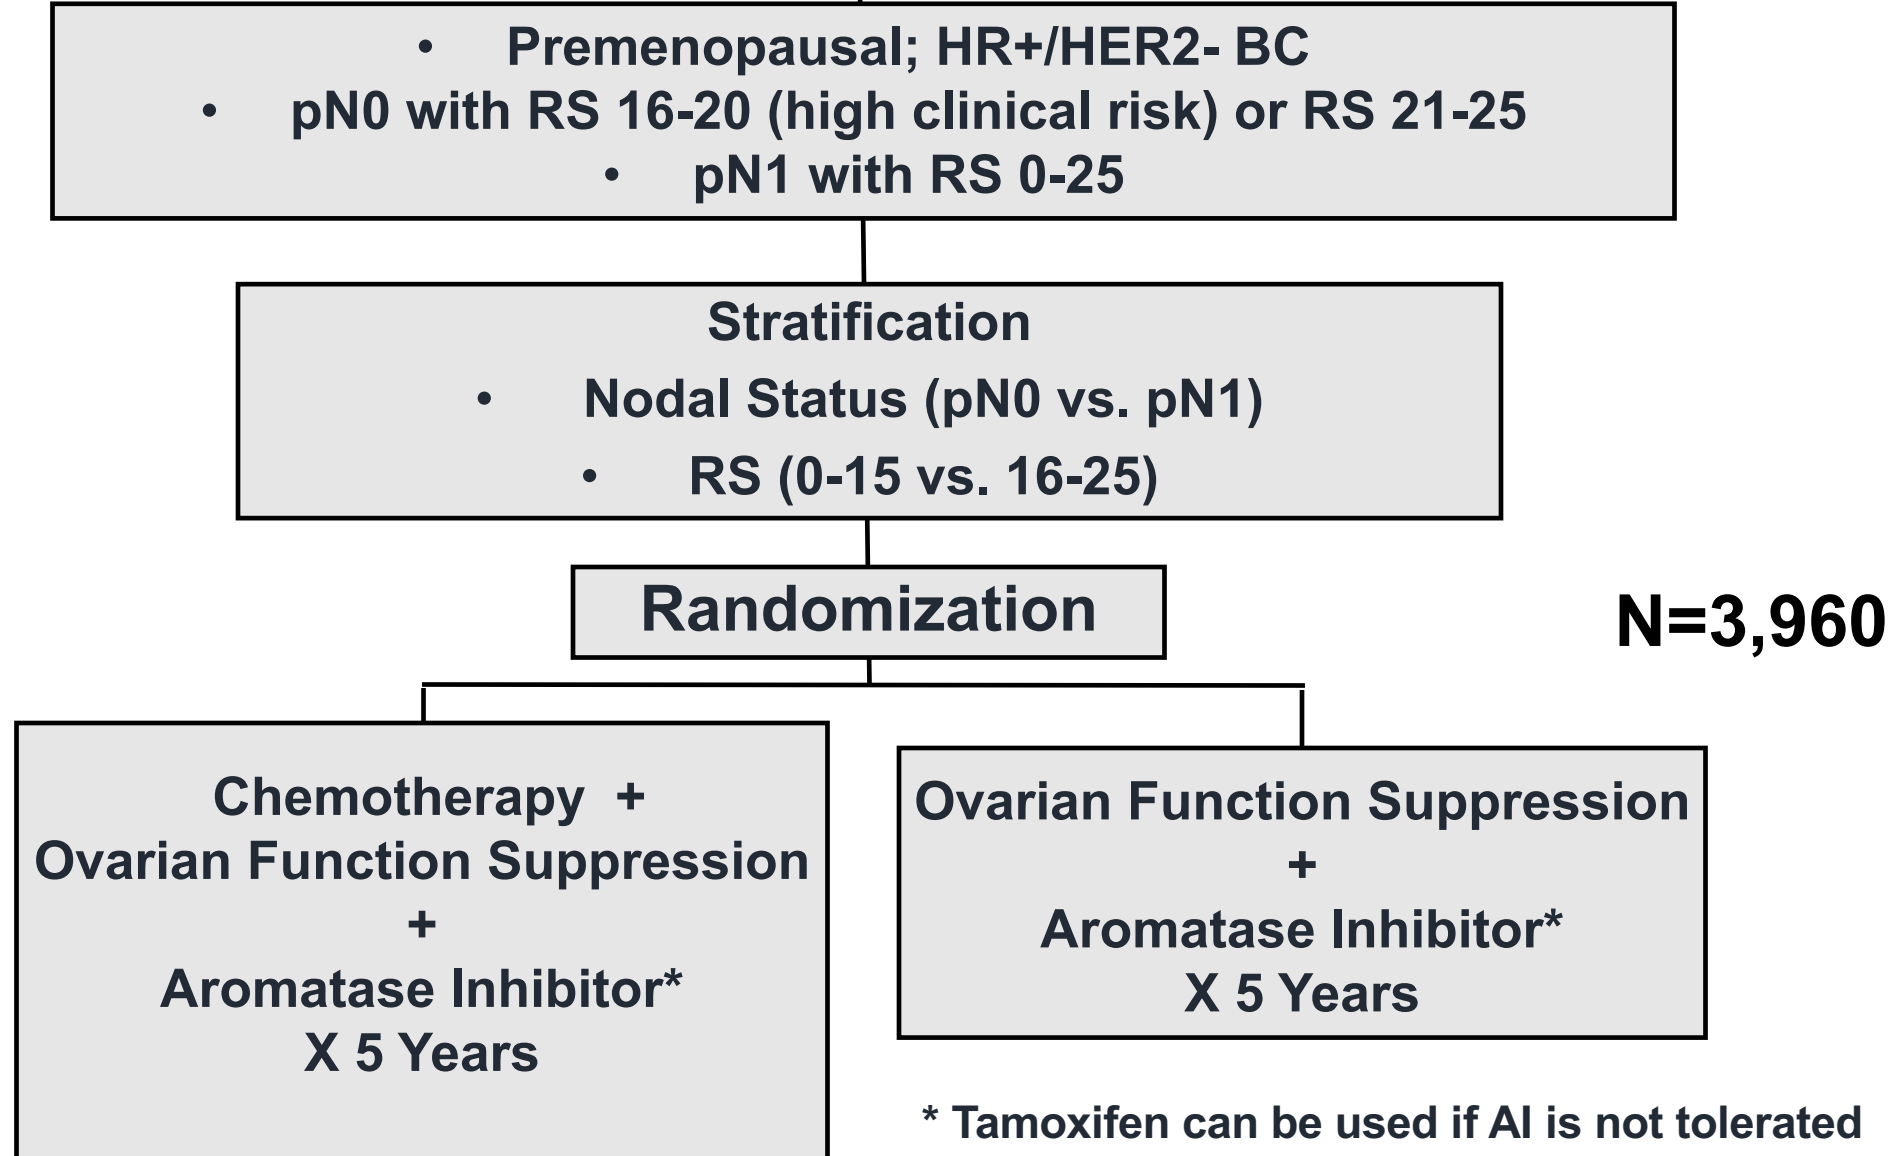 • Premenopausal; HR+/HER2- BC
• pN0 with RS 16-20 (high clinical risk) or RS 21-25
• pN1 with RS 0-25
Stratification
• Nodal Status (pN0 vs. pN1)
• RS (0-15 vs. 16-25)
Randomization
N=3,960
Chemotherapy +
Ovarian Function Suppression
+
Aromatase Inhibitor*
X 5 Years
Ovarian Function Suppression
+
Aromatase Inhibitor*
X 5 Years
* Tamoxifen can be used if AI is not tolerated